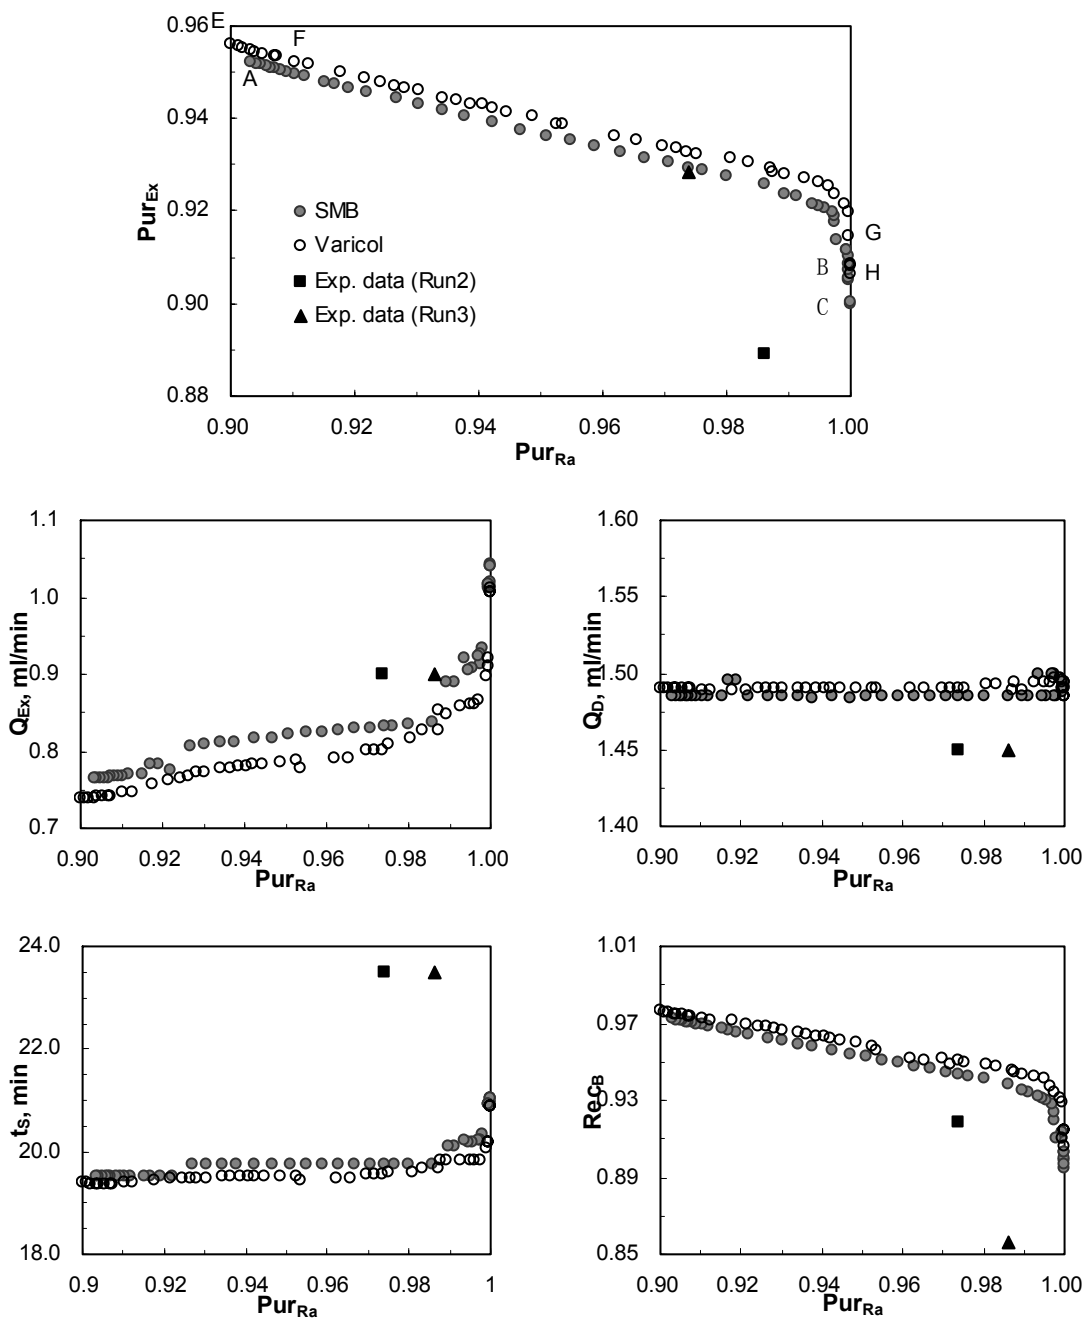 0.96
E
F
A
0.94
0.92
0.90
0.88
Pur_Ex
SMB
Varicol
Exp. data (Run2)
Exp. data (Run3)
G
B
H
C
0.90 0.92 0.94 0.96 0.98 1.00
Pur_Ra
1.1
1.0
0.9
0.8
0.7
Q_Ex, ml/min
0.90 0.92 0.94 0.96 0.98 1.00
Pur_Ra
1.60
1.55
1.50
1.45
1.40
Q_D, ml/min
0.90 0.92 0.94 0.96 0.98 1.00
Pur_Ra
24.0
22.0
20.0
18.0
t_S, min
0.9 0.92 0.94 0.96 0.98 1
Pur_Ra
1.01
0.97
0.93
0.89
0.85
Rec_B
0.90 0.92 0.94 0.96 0.98 1.00
Pur_Ra